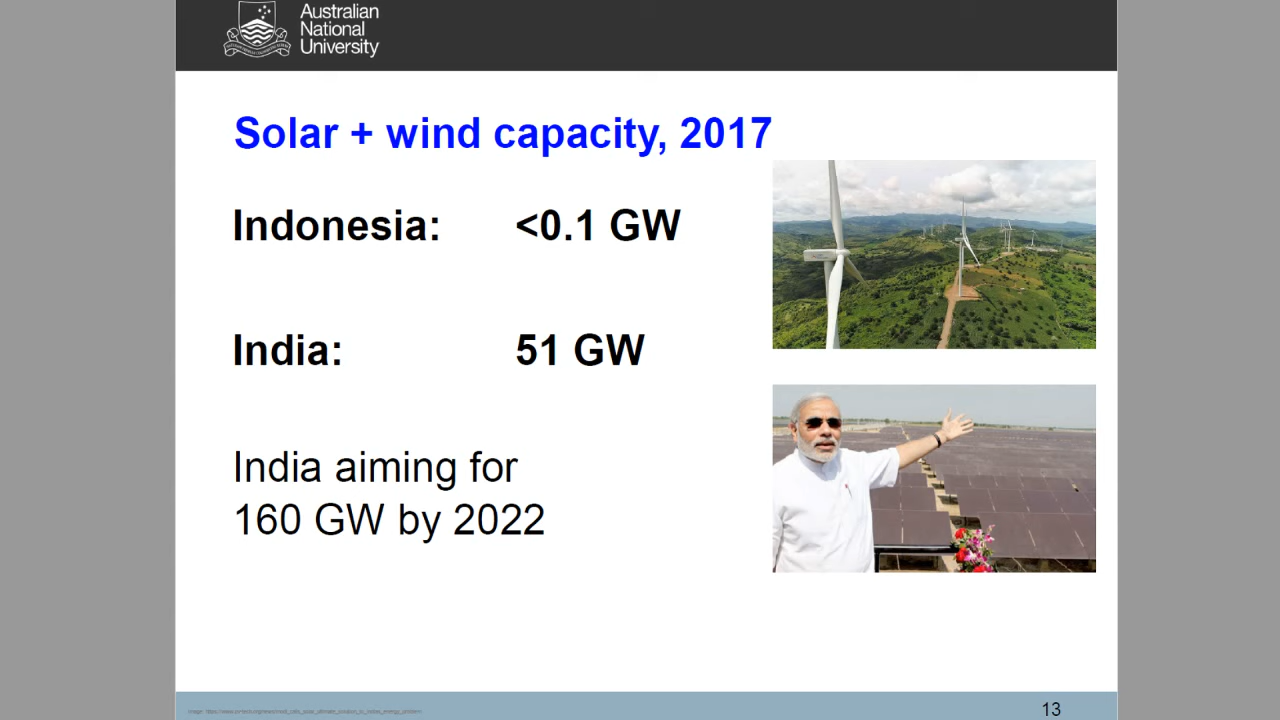 Australian
National
University
Solar + wind capacity, 2017
Indonesia: <0.1 GW
India: 51 GW
India aiming for
160 GW by 2022
13